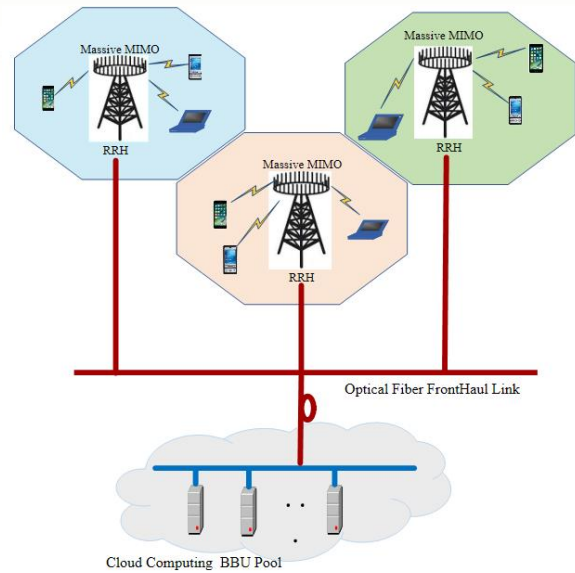 Massive MIMO
RRH
Massive MIMO
RRH
Massive MIMO
RRH
Optical Fiber FrontHaul Link
Cloud Computing BBU Pool